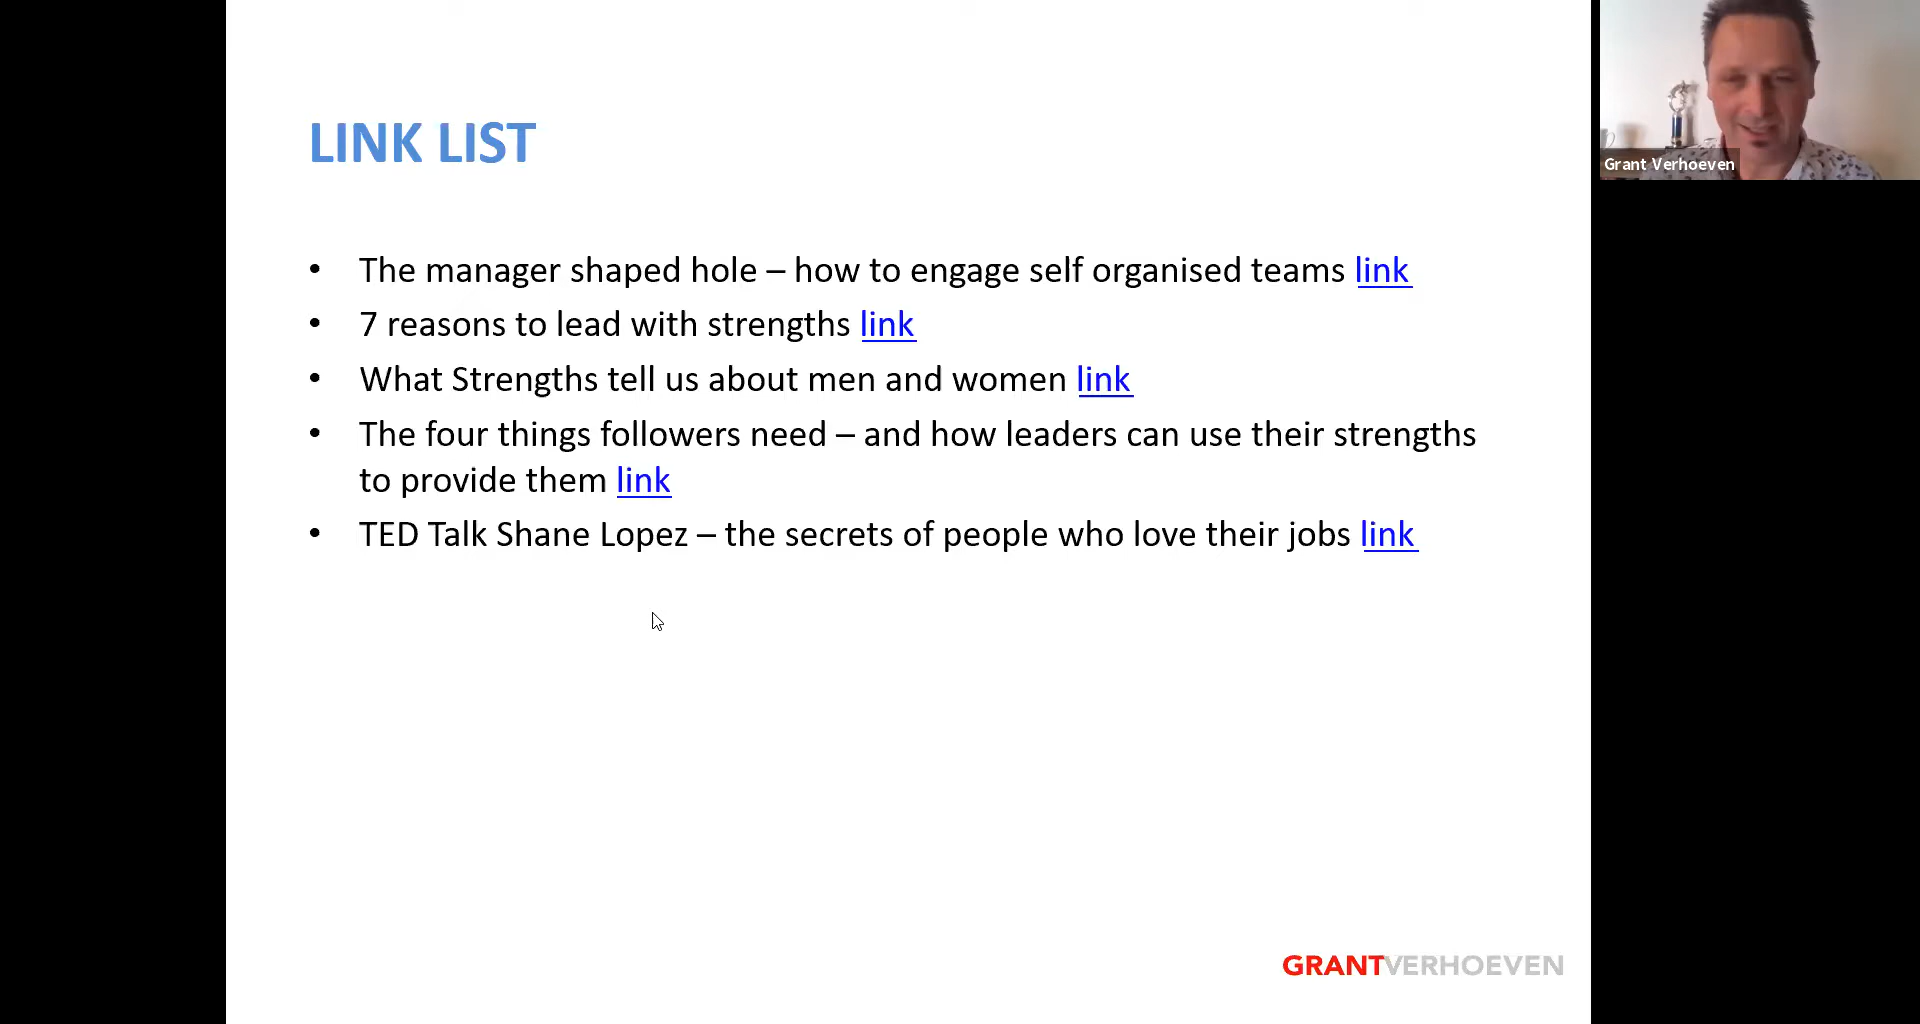 LINK LIST
• The manager shaped hole – how to engage self organised teams link
• 7 reasons to lead with strengths link
• What Strengths tell us about men and women link
• The four things followers need – and how leaders can use their strengths
to provide them link
• TED Talk Shane Lopez – the secrets of people who love their jobs link
Grant Verhoeven
GRANTVERHOEVEN